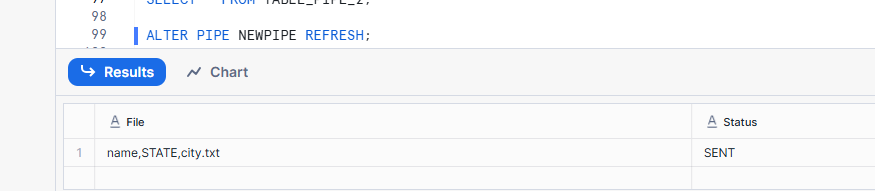 98
99 ALTER PIPE NEWPIPE REFRESH;
Results Chart
File Status
1 name,STATE,city.txt SENT